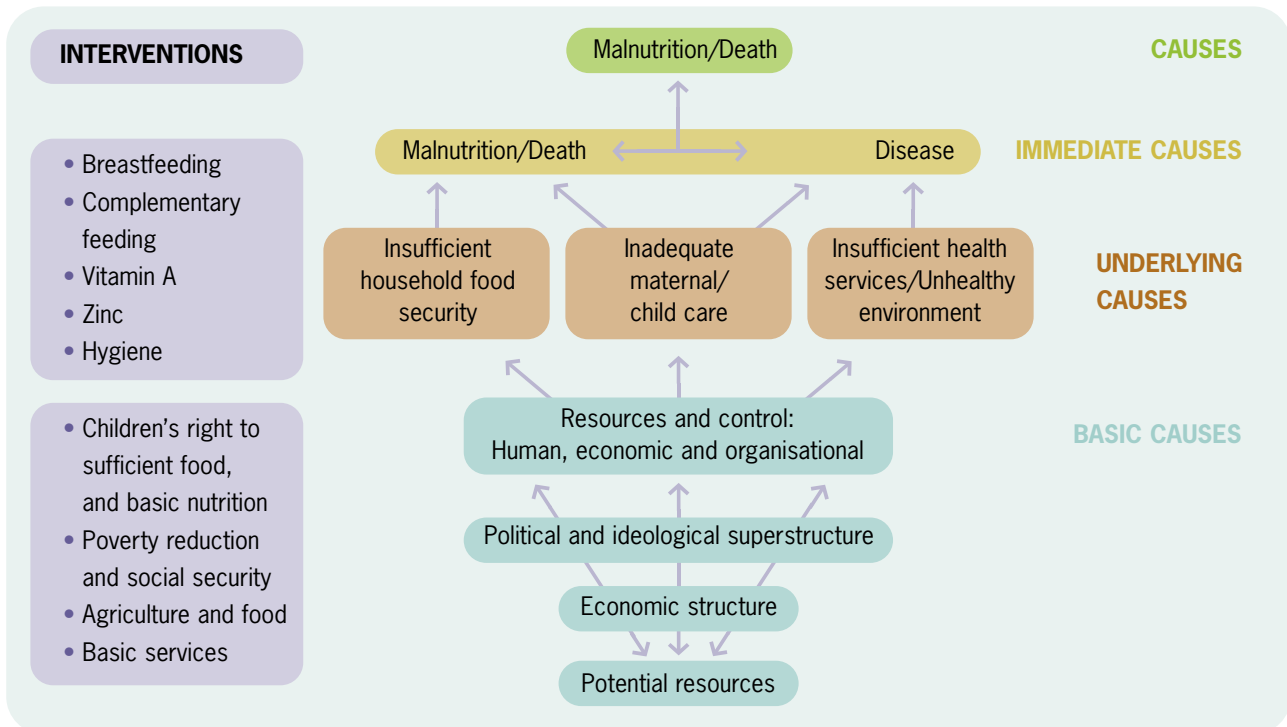 INTERVENTIONS
Malnutrition/Death
CAUSES
• Breastfeeding
• Complementary
feeding
• Vitamin A
• Zinc
• Hygiene
Malnutrition/Death
Disease
IMMEDIATE CAUSES
Insufficient
household food
security
Inadequate
maternal/
child care
Insufficient health
services/Unhealthy
environment
UNDERLYING
CAUSES
• Children’s right to
sufficient food,
and basic nutrition
• Poverty reduction
and social security
• Agriculture and food
• Basic services
Resources and control:
Human, economic and organisational
BASIC CAUSES
Political and ideological superstructure
Economic structure
Potential resources